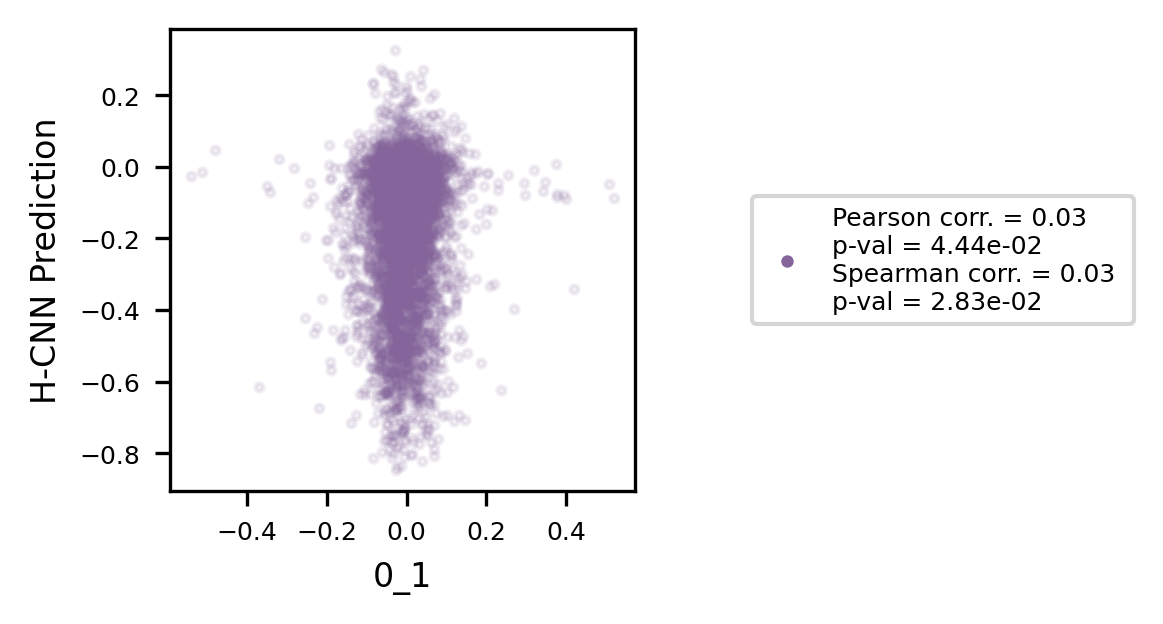 H-CNN Prediction
0.2
0.0
−0.2
−0.4
−0.6
−0.8
−0.4 −0.2 0.0 0.2 0.4
0_1
Pearson corr. = 0.03
p-val = 4.44e-02
Spearman corr. = 0.03
p-val = 2.83e-02